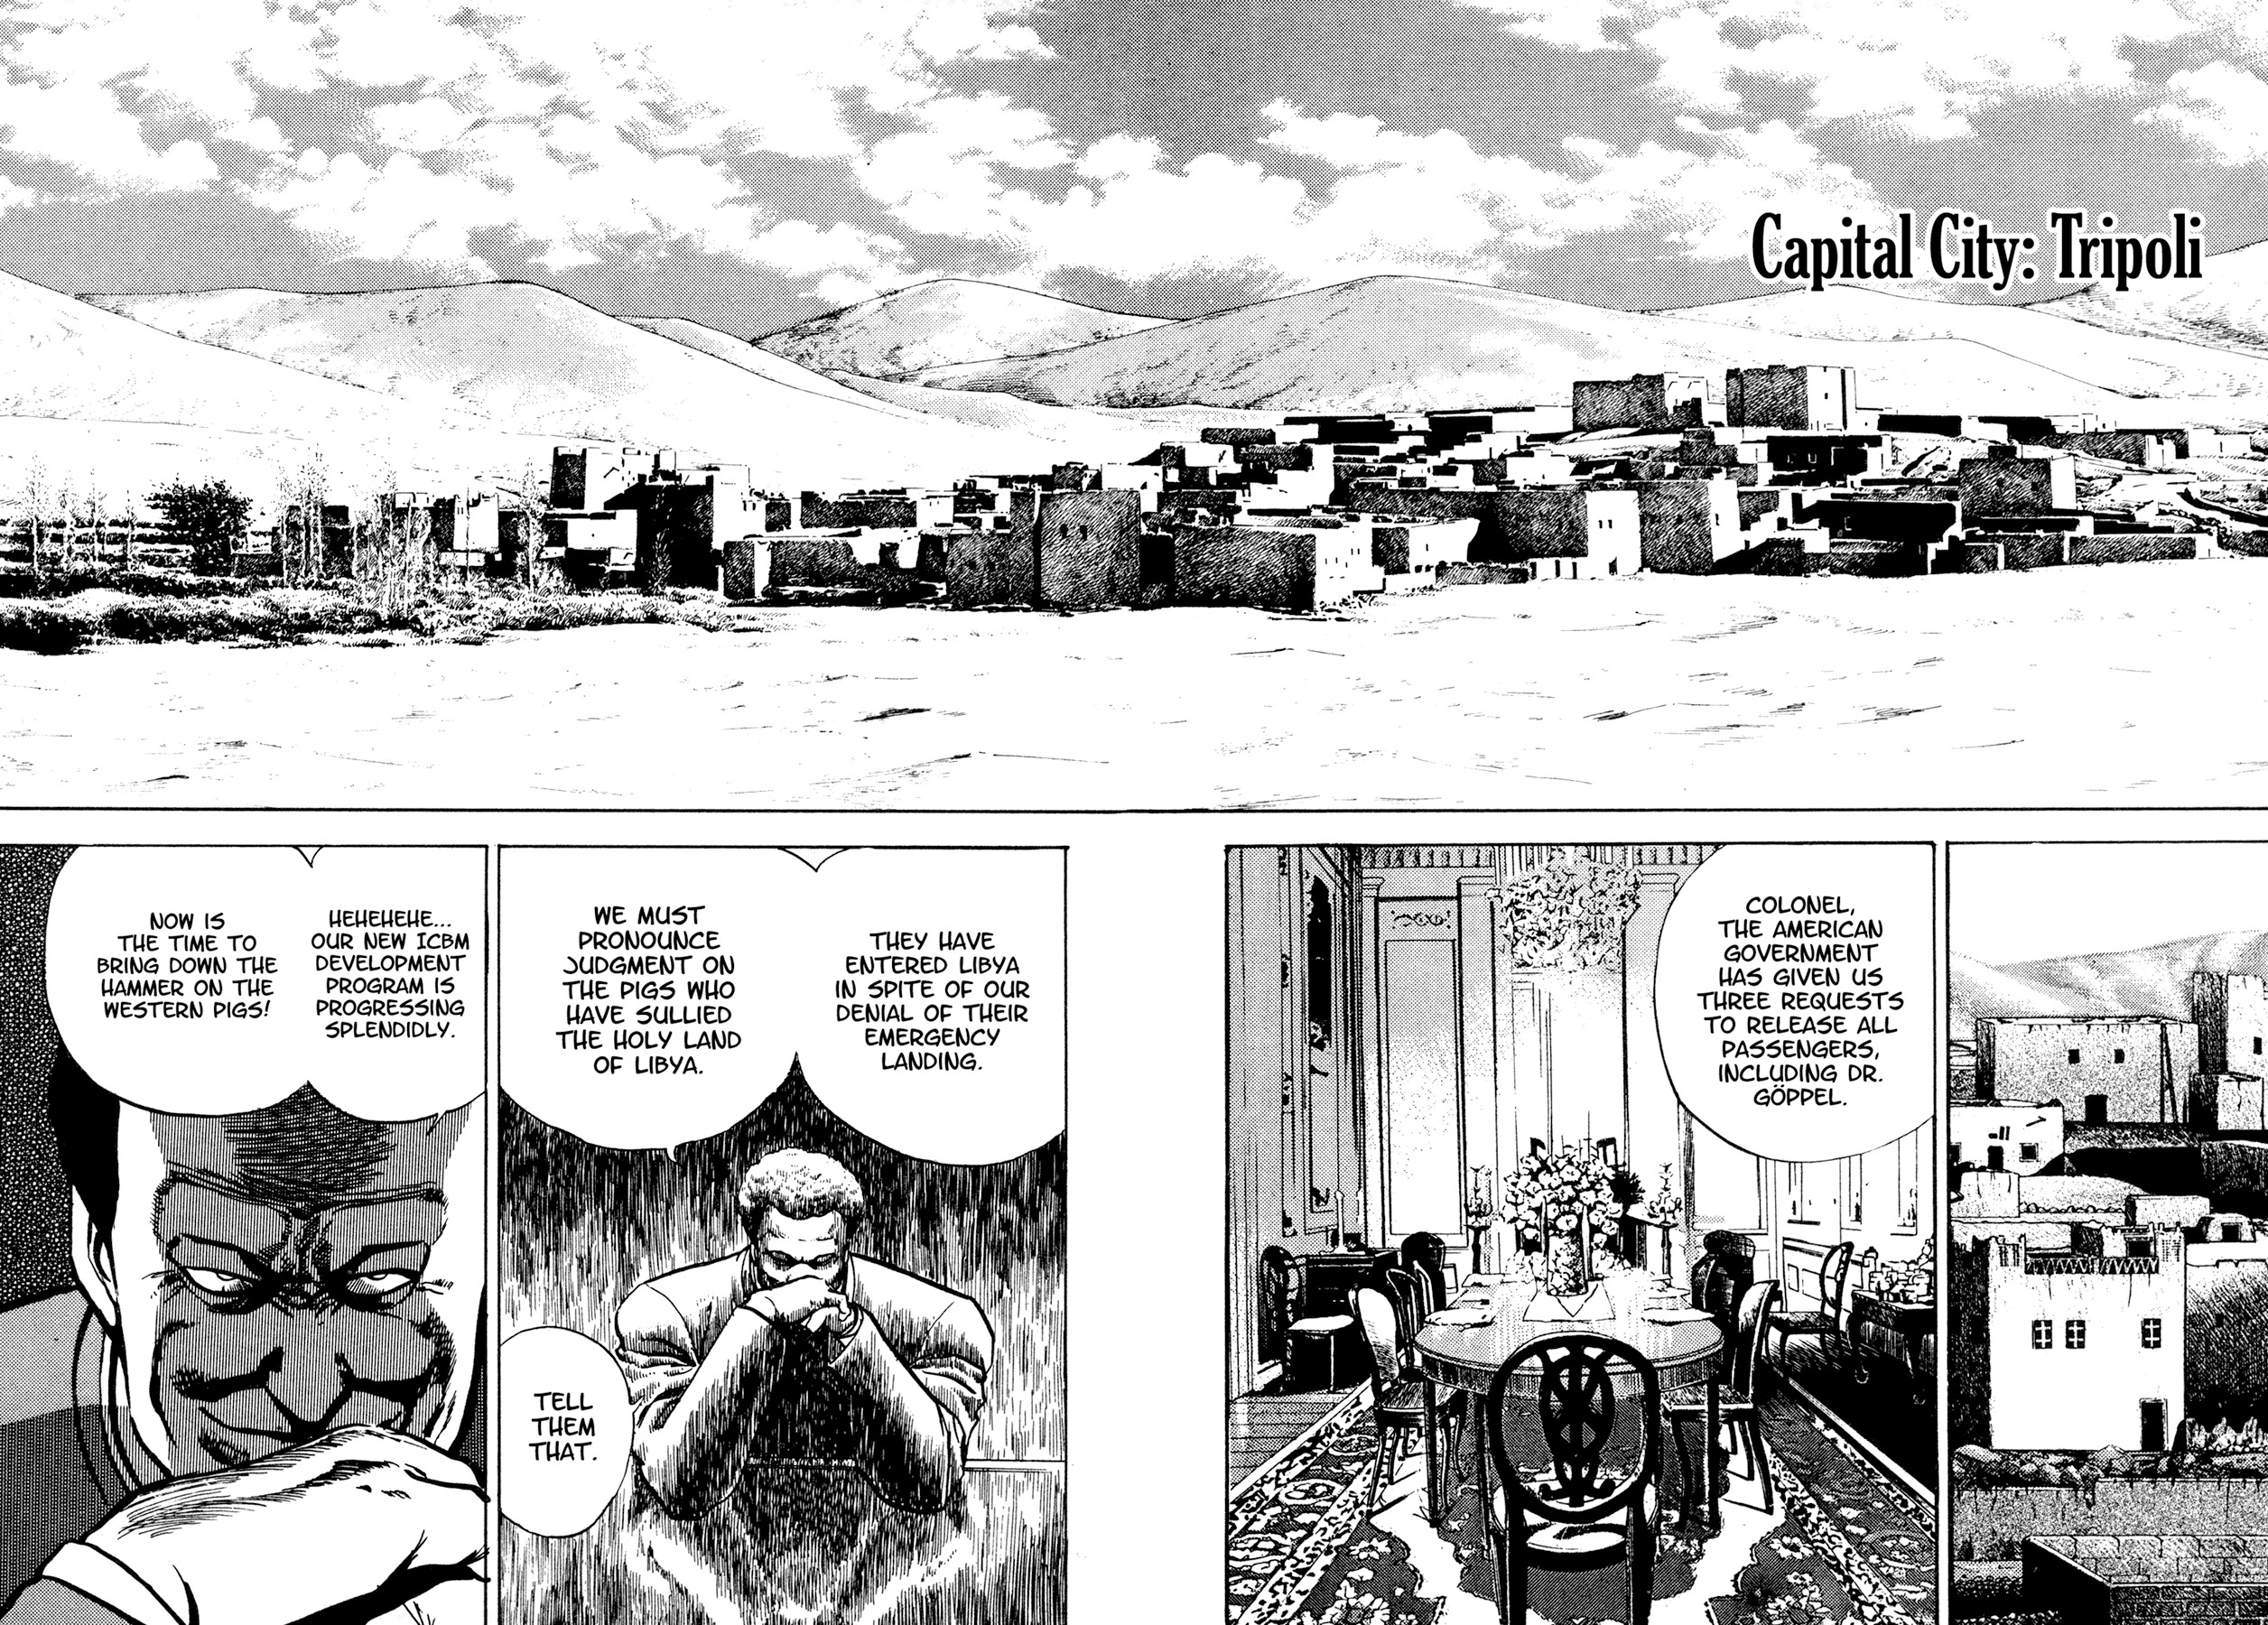 Capital City: Tripoli
COLONEL,
THE AMERICAN
GOVERNMENT
HAS GIVEN US
THREE REQUESTS
TO RELEASE ALL
PASSENGERS,
INCLUDING DR.
GÖPPEL.
THEY HAVE
ENTERED LIBYA
IN SPITE OF OUR
DENIAL OF THEIR
EMERGENCY
LANDING.
WE MUST
PRONOUNCE
JUDGMENT ON
THE PIGS WHO
HAVE SULLIED
THE HOLY LAND
OF LIBYA.
TELL
THEM
THAT.
HEHEHEHE...
OUR NEW ICBM
DEVELOPMENT
PROGRAM IS
PROGRESSING
SPLENDIDLY.
NOW IS
THE TIME TO
BRING DOWN THE
HAMMER ON THE
WESTERN PIGS!